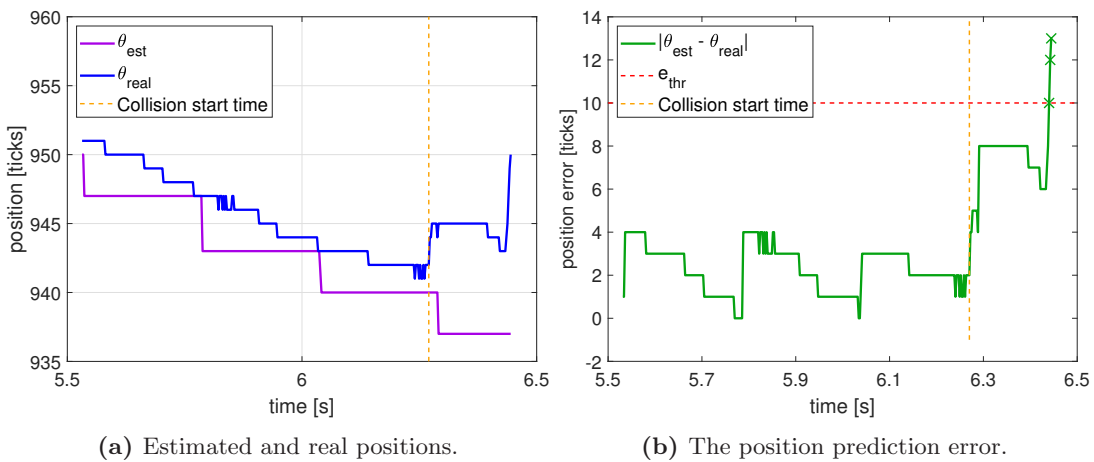 960
955
950
945
940
935
5.5
6
6.5
position [ticks]
time [s]
θest
θreal
Collision start time
(a) Estimated and real positions.
14
12
10
8
6
4
2
0
-2
5.5
5.7
5.9
6.1
6.3
6.5
position error [ticks]
time [s]
|θest - θreal|
ethr
Collision start time
(b) The position prediction error.